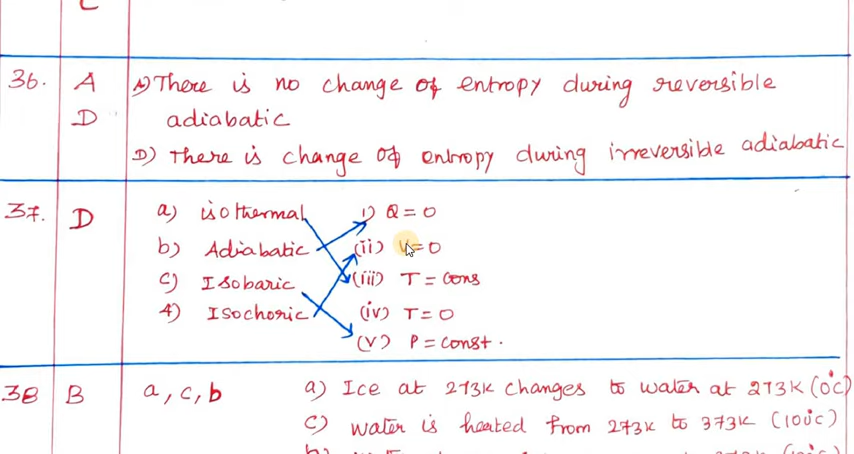 C
36. A A) There is no change of entropy during reversible
D adiabatic
D) There is change of entropy during irreversible adiabatic
37. D a) isothermal i) Q = 0
b) Adiabatic (ii) = 0
c) Isobaric (iii) T = cons
4) Isochoric (iv) T = 0
(v) P = const.
38 B a, c, b a) Ice at 273K changes to water at 273K (0°C)
c) water is heated from 273K to 373K (100°C)